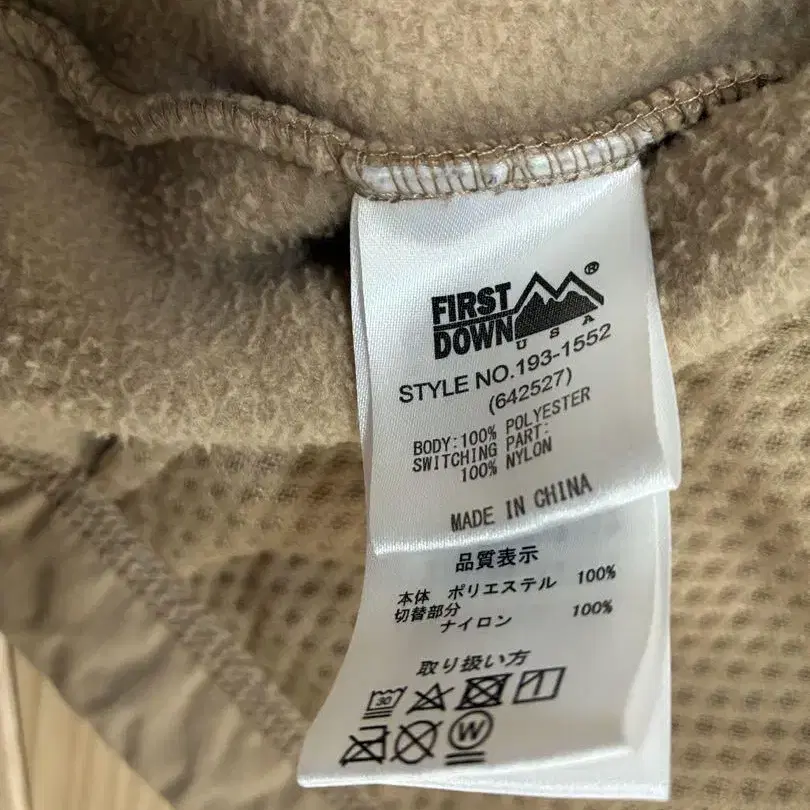 FIRST
DOWN
USA
®
STYLE NO.193-1552
(642527)
BODY:100% POLYESTER
SWITCHING PART:
100% NYLON
MADE IN CHINA
品質表示
本体 ポリエステル 100%
切替部分
ナイロン 100%
取り扱い方
30
W